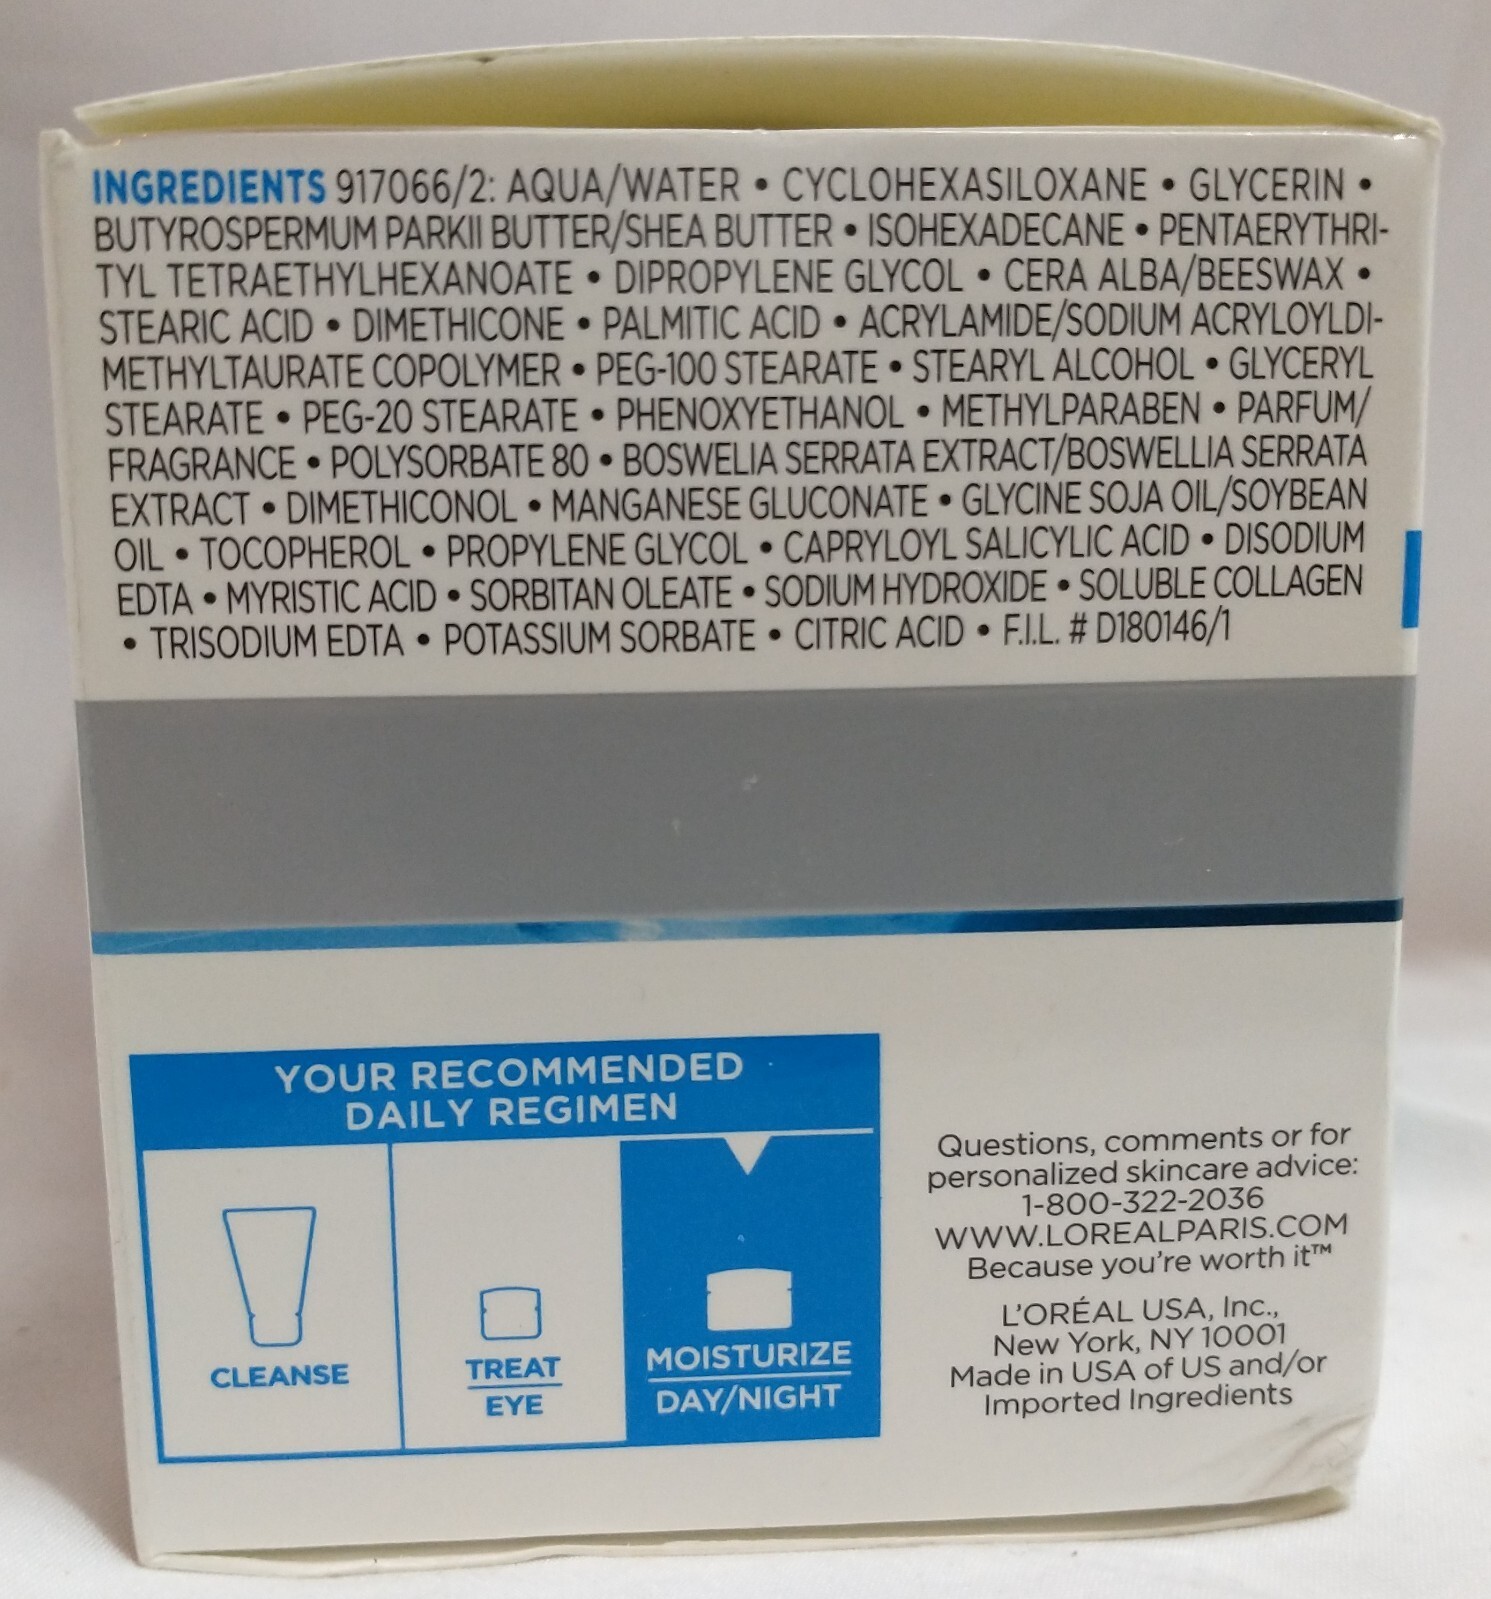 INGREDIENTS 917066/2: AQUA/WATER • CYCLOHEXASILOXANE • GLYCERIN •
BUTYROSPERMUM PARKII BUTTER/SHEA BUTTER • ISOHEXADECANE • PENTAERYTHRI-
TYL TETRAETHYLHEXANOATE • DIPROPYLENE GLYCOL • CERA ALBA/BEESWAX •
STEARIC ACID • DIMETHICONE • PALMITIC ACID • ACRYLAMIDE/SODIUM ACRYLOYLDI-
METHYLTAURATE COPOLYMER • PEG-100 STEARATE • STEARYL ALCOHOL • GLYCERYL
STEARATE • PEG-20 STEARATE • PHENOXYETHANOL • METHYLPARABEN • PARFUM/
FRAGRANCE • POLYSORBATE 80 • BOSWELIA SERRATA EXTRACT/BOSWELLIA SERRATA
EXTRACT • DIMETHICONOL • MANGANESE GLUCONATE • GLYCINE SOJA OIL/SOYBEAN
OIL • TOCOPHEROL • PROPYLENE GLYCOL • CAPRYLOYL SALICYLIC ACID • DISODIUM
EDTA • MYRISTIC ACID • SORBITAN OLEATE • SODIUM HYDROXIDE • SOLUBLE COLLAGEN
• TRISODIUM EDTA • POTASSIUM SORBATE • CITRIC ACID • F.I.L. # D180146/1
YOUR RECOMMENDED
DAILY REGIMEN
CLEANSE
TREAT
EYE
MOISTURIZE
DAY/NIGHT
Questions, comments or for
personalized skincare advice:
1-800-322-2036
WWW.LOREALPARIS.COM
Because you're worth it™
L'ORÉAL USA, Inc.,
New York, NY 10001
Made in USA of US and/or
Imported Ingredients